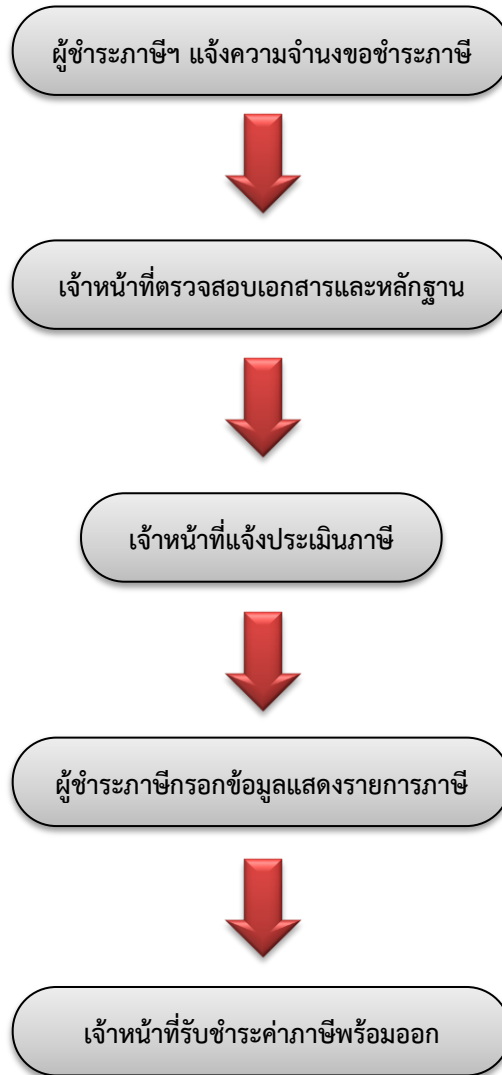 ผู้ชำระภาษีฯ แจ้งความจำนงขอชำระภาษี
เจ้าหน้าที่ตรวจสอบเอกสารและหลักฐาน
เจ้าหน้าที่แจ้งประเมินภาษี
ผู้ชำระภาษีกรอกข้อมูลแสดงรายการภาษี
เจ้าหน้าที่รับชำระค่าภาษีพร้อมออก